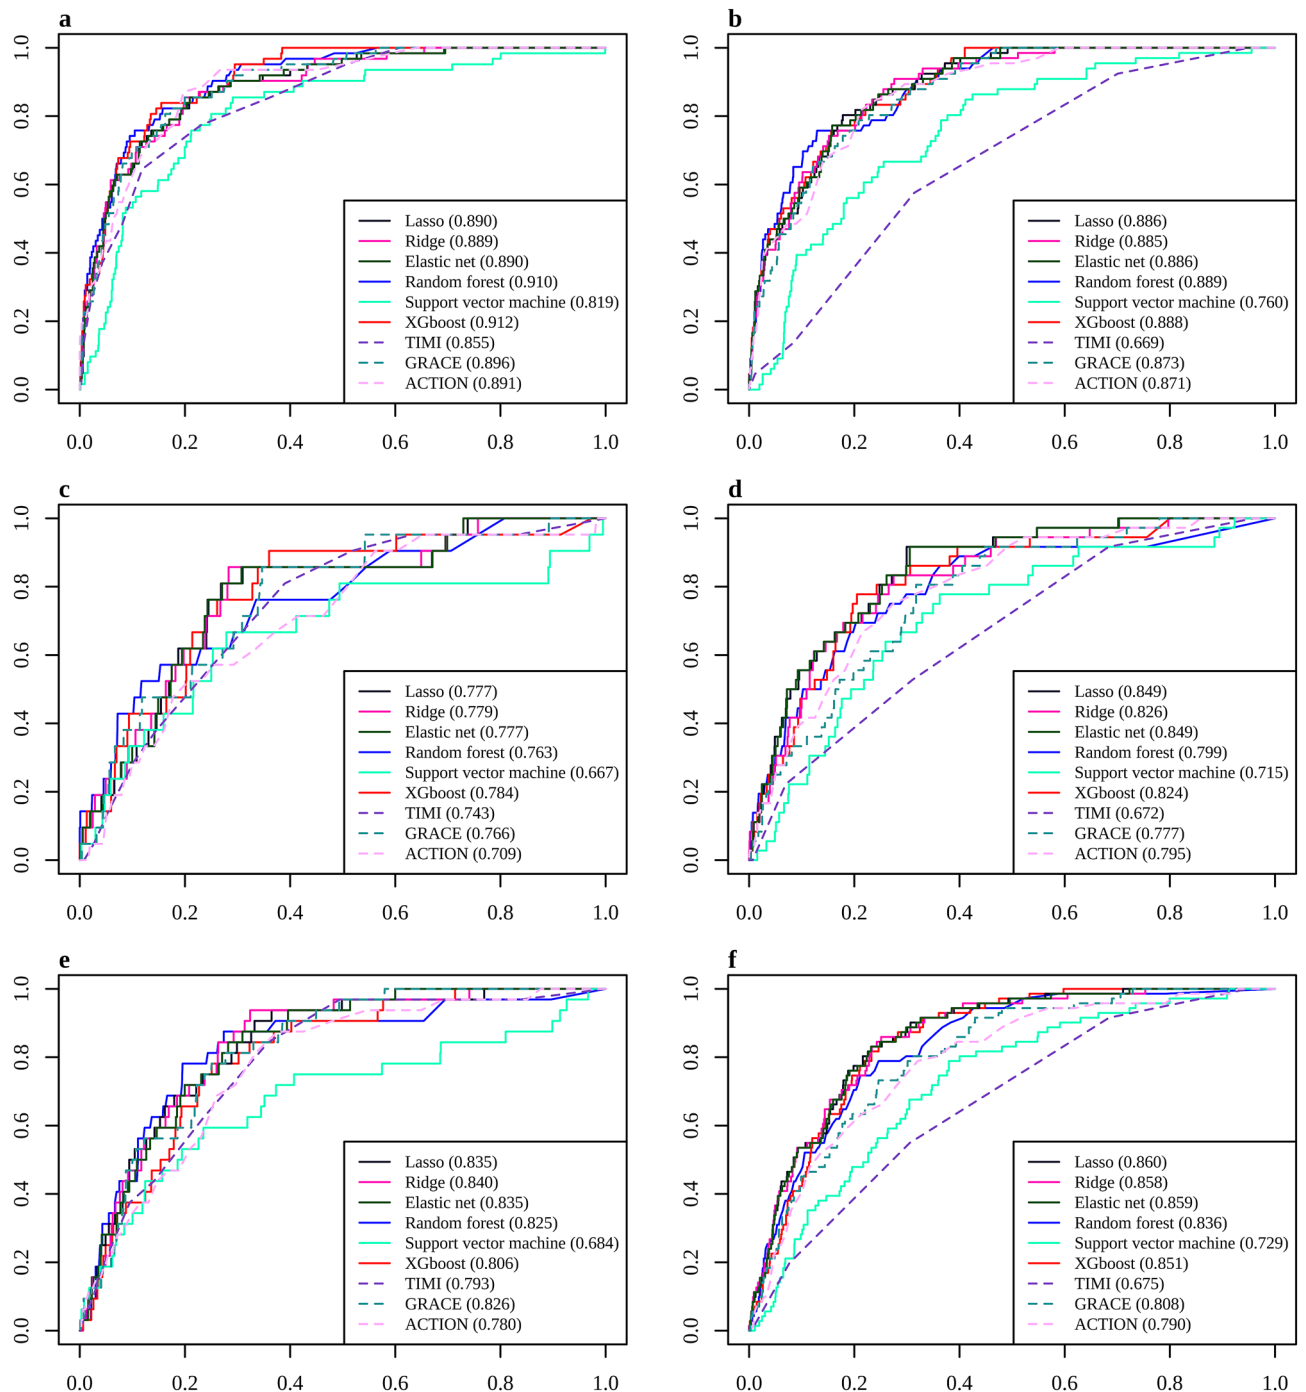 a
1.0
0.8
0.6
0.4
0.2
0.0
Lasso (0.890)
Ridge (0.889)
Elastic net (0.890)
Random forest (0.910)
Support vector machine (0.819)
XGboost (0.912)
TIMI (0.855)
GRACE (0.896)
ACTION (0.891)
0.0 0.2 0.4 0.6 0.8 1.0
b
1.0
0.8
0.6
0.4
0.2
0.0
Lasso (0.886)
Ridge (0.885)
Elastic net (0.886)
Random forest (0.889)
Support vector machine (0.760)
XGboost (0.888)
TIMI (0.669)
GRACE (0.873)
ACTION (0.871)
0.0 0.2 0.4 0.6 0.8 1.0
c
1.0
0.8
0.6
0.4
0.2
0.0
Lasso (0.777)
Ridge (0.779)
Elastic net (0.777)
Random forest (0.763)
Support vector machine (0.667)
XGboost (0.784)
TIMI (0.743)
GRACE (0.766)
ACTION (0.709)
0.0 0.2 0.4 0.6 0.8 1.0
d
1.0
0.8
0.6
0.4
0.2
0.0
Lasso (0.849)
Ridge (0.826)
Elastic net (0.849)
Random forest (0.799)
Support vector machine (0.715)
XGboost (0.824)
TIMI (0.672)
GRACE (0.777)
ACTION (0.795)
0.0 0.2 0.4 0.6 0.8 1.0
e
1.0
0.8
0.6
0.4
0.2
0.0
Lasso (0.835)
Ridge (0.840)
Elastic net (0.835)
Random forest (0.825)
Support vector machine (0.684)
XGboost (0.806)
TIMI (0.793)
GRACE (0.826)
ACTION (0.780)
0.0 0.2 0.4 0.6 0.8 1.0
f
1.0
0.8
0.6
0.4
0.2
0.0
Lasso (0.860)
Ridge (0.858)
Elastic net (0.859)
Random forest (0.836)
Support vector machine (0.729)
XGboost (0.851)
TIMI (0.675)
GRACE (0.808)
ACTION (0.790)
0.0 0.2 0.4 0.6 0.8 1.0